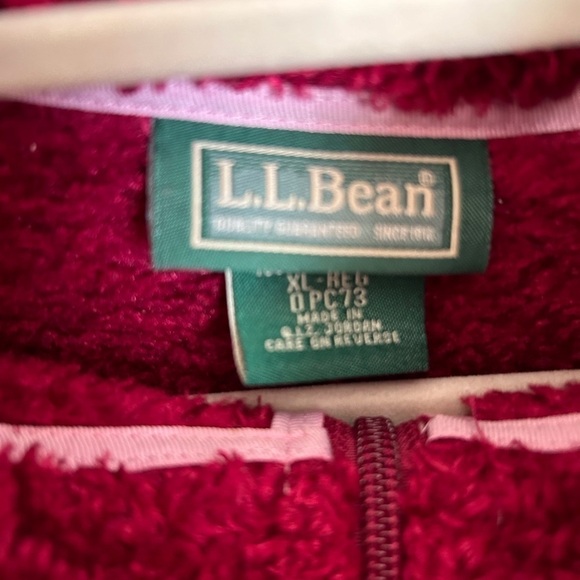 L.L.Bean®
QUALITY GUARANTEED SINCE 1912
XL-REG
0PC73
MADE IN
Q.I.Z. JORDAN
CARE ON REVERSE